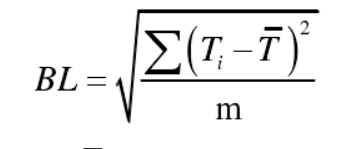 BL = √(∑(Tᵢ − T̅)² / m)